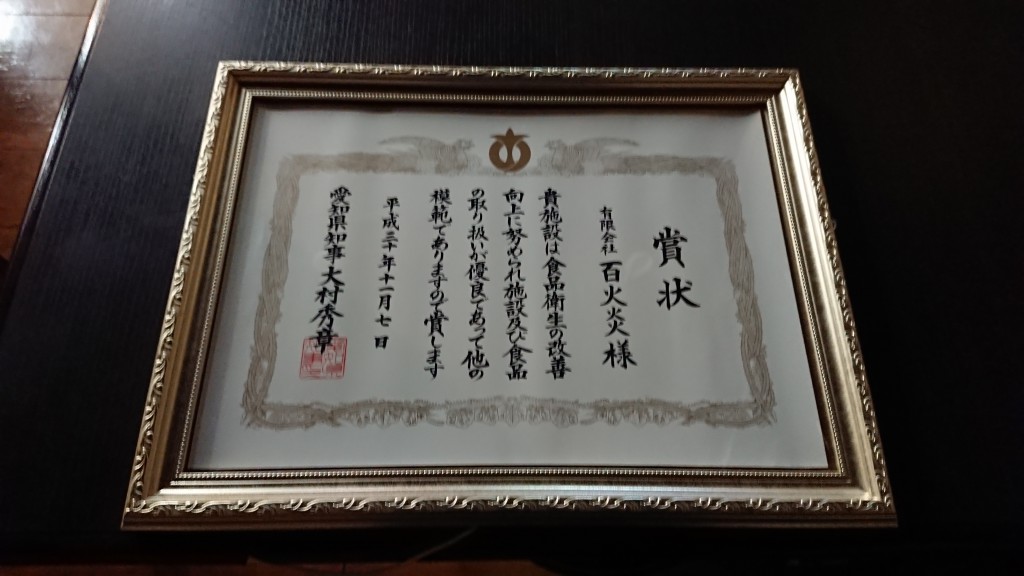 賞状
有限会社 百火炎様
貴施設は食品衛生の改善
向上に努められ施設及び食品
の取り扱いが優良であって他の
模範でありますので賞します
平成三十年十一月七日
愛知県知事大村秀章